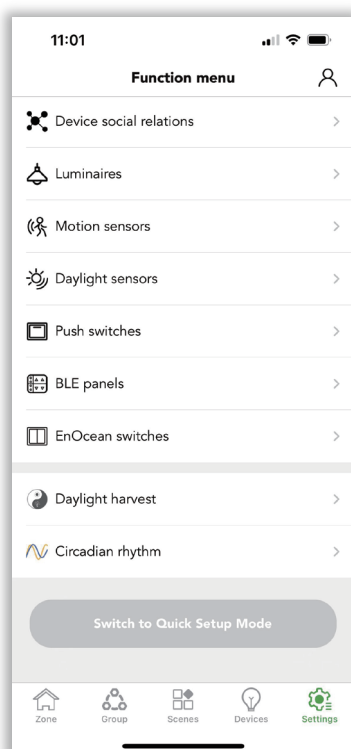 11:01
Function menu
Device social relations
Luminaires
Motion sensors
Daylight sensors
Push switches
BLE panels
EnOcean switches
Daylight harvest
Circadian rhythm
Switch to Quick Setup Mode
Zone Group Scenes Devices Settings